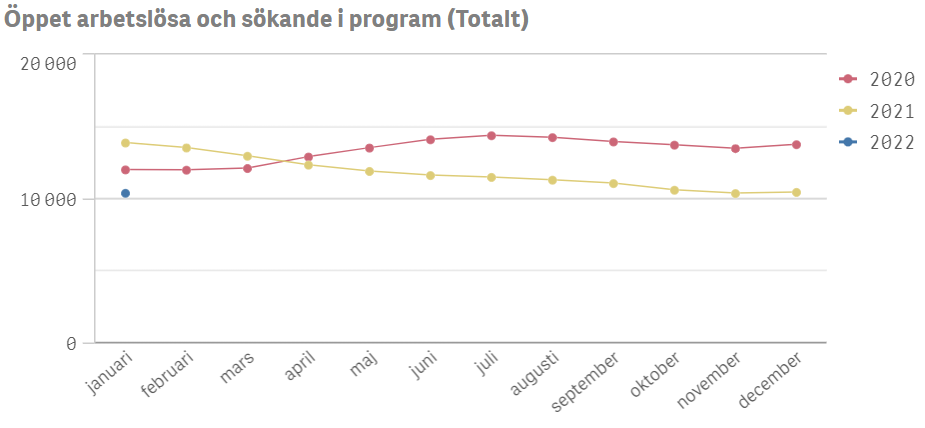 Öppet arbetslösa och sökande i program (Totalt)
20 000
10 000
0
januari
februari
mars
april
maj
juni
juli
augusti
september
oktober
november
december
2020
2021
2022